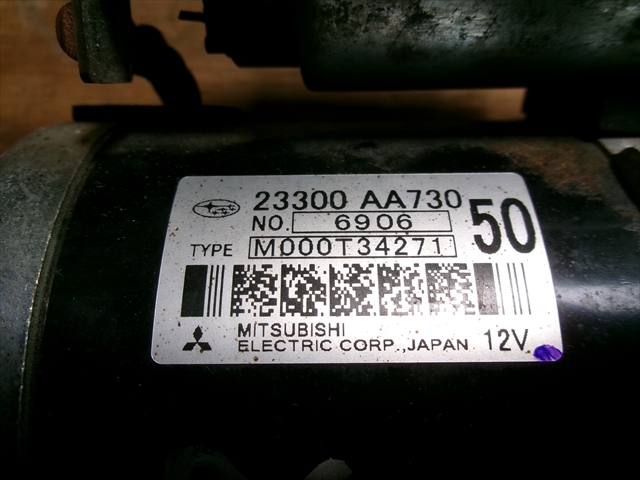 23300 AA730
NO. 6906 50
TYPE M000T34271
MITSUBISHI
ELECTRIC CORP.,JAPAN 12V